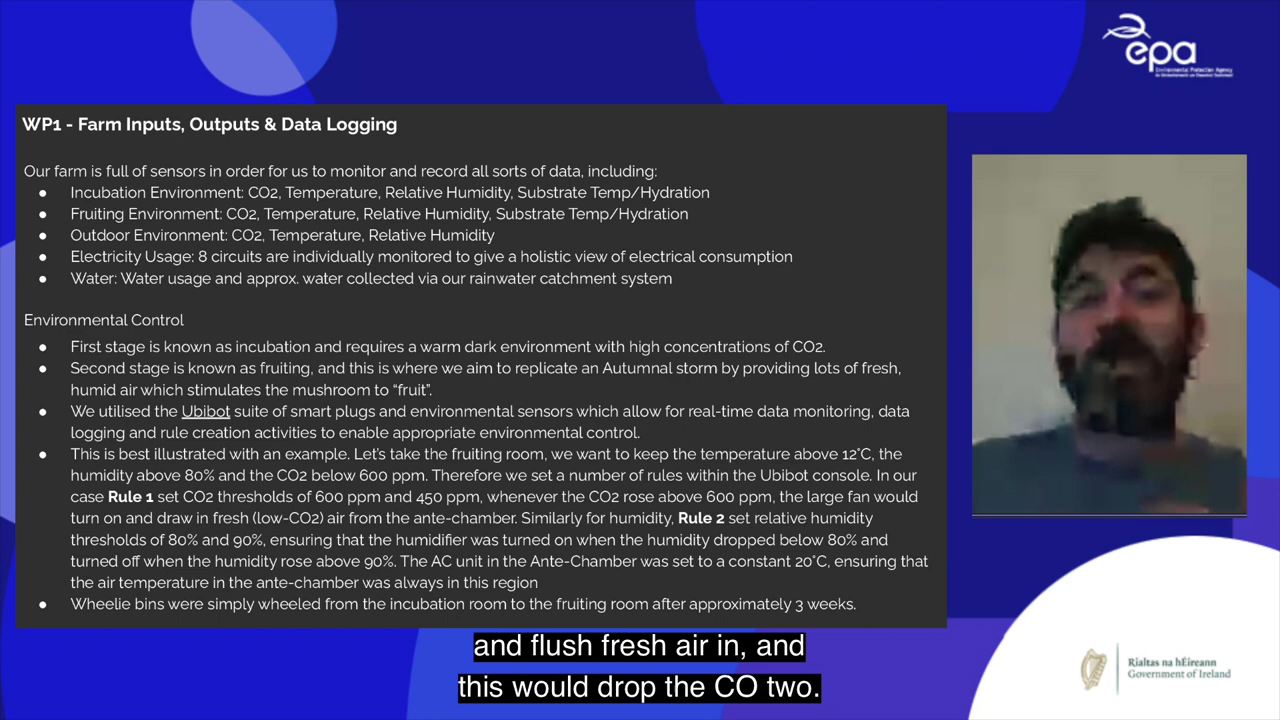 epa
Environmental Protection Agency
WP1 - Farm Inputs, Outputs & Data Logging
Our farm is full of sensors in order for us to monitor and record all sorts of data, including:
● Incubation Environment: CO2, Temperature, Relative Humidity, Substrate Temp/Hydration
● Fruiting Environment: CO2, Temperature, Relative Humidity, Substrate Temp/Hydration
● Outdoor Environment: CO2, Temperature, Relative Humidity
● Electricity Usage: 8 circuits are individually monitored to give a holistic view of electrical consumption
● Water: Water usage and approx. water collected via our rainwater catchment system
Environmental Control
● First stage is known as incubation and requires a warm dark environment with high concentrations of CO2.
● Second stage is known as fruiting, and this is where we aim to replicate an Autumnal storm by providing lots of fresh,
humid air which stimulates the mushroom to “fruit”.
● We utilised the Ubibot suite of smart plugs and environmental sensors which allow for real-time data monitoring, data
logging and rule creation activities to enable appropriate environmental control.
● This is best illustrated with an example. Let’s take the fruiting room, we want to keep the temperature above 12°C, the
humidity above 80% and the CO2 below 600 ppm. Therefore we set a number of rules within the Ubibot console. In our
case Rule 1 set CO2 thresholds of 600 ppm and 450 ppm, whenever the CO2 rose above 600 ppm, the large fan would
turn on and draw in fresh (low-CO2) air from the ante-chamber. Similarly for humidity, Rule 2 set relative humidity
thresholds of 80% and 90%, ensuring that the humidifier was turned on when the humidity dropped below 80% and
turned off when the humidity rose above 90%. The AC unit in the Ante-Chamber was set to a constant 20°C, ensuring that
the air temperature in the ante-chamber was always in this region
● Wheelie bins were simply wheeled from the incubation room to the fruiting room after approximately 3 weeks.
and flush fresh air in, and
this would drop the CO two.
Rialtas na hÉireann
Government of Ireland